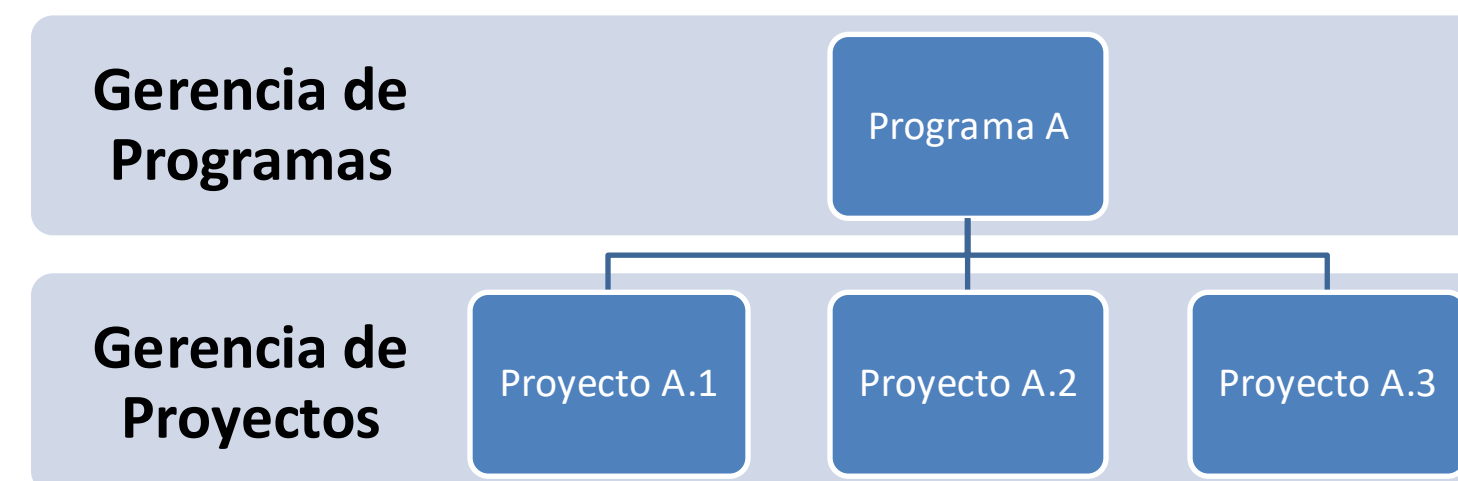 Gerencia de
Programas
Programa A
Gerencia de
Proyectos
Proyecto A.1
Proyecto A.2
Proyecto A.3